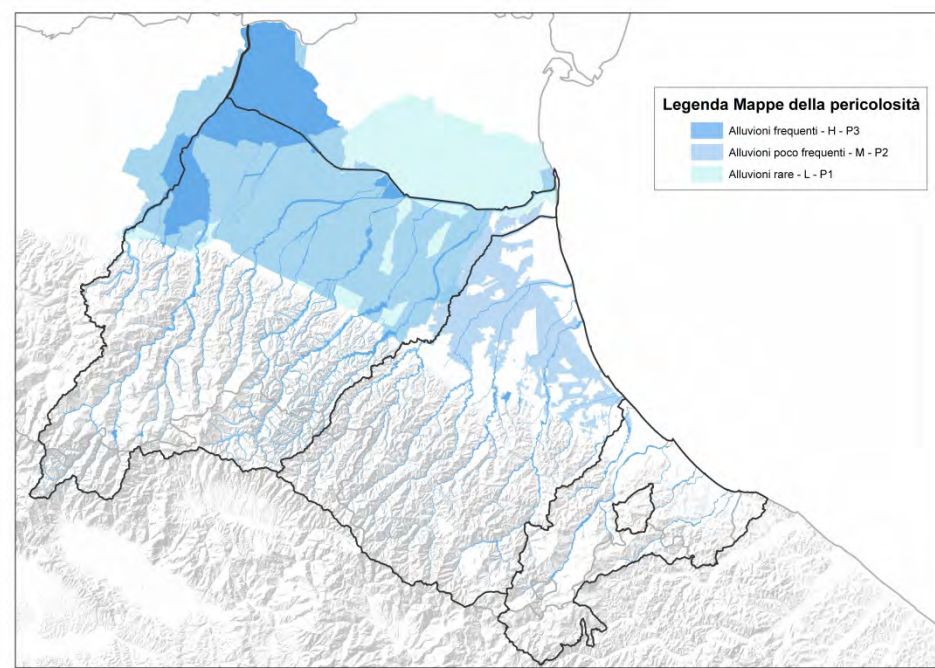 Legenda Mappe della pericolosità
Alluvioni frequenti - H - P3
Alluvioni poco frequenti - M - P2
Alluvioni rare - L - P1